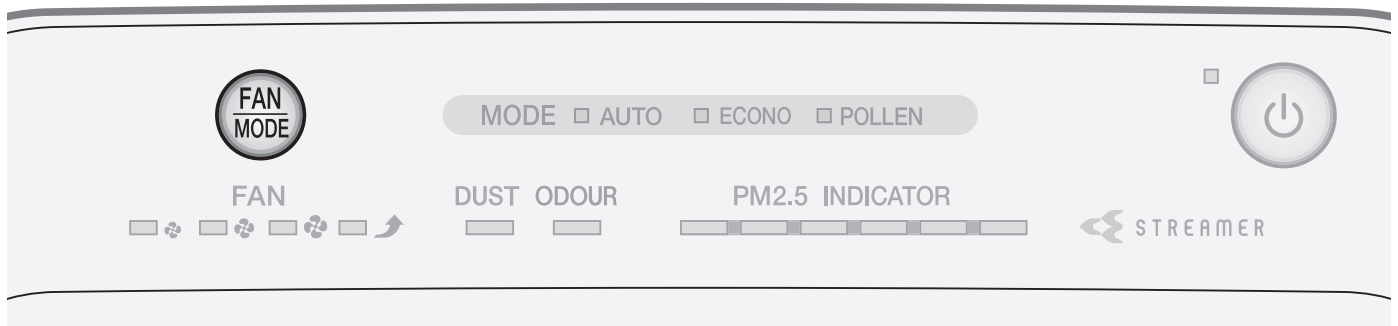 FAN
MODE
MODE AUTO ECONO POLLEN
FAN
DUST ODOUR
PM2.5 INDICATOR
STREAMER